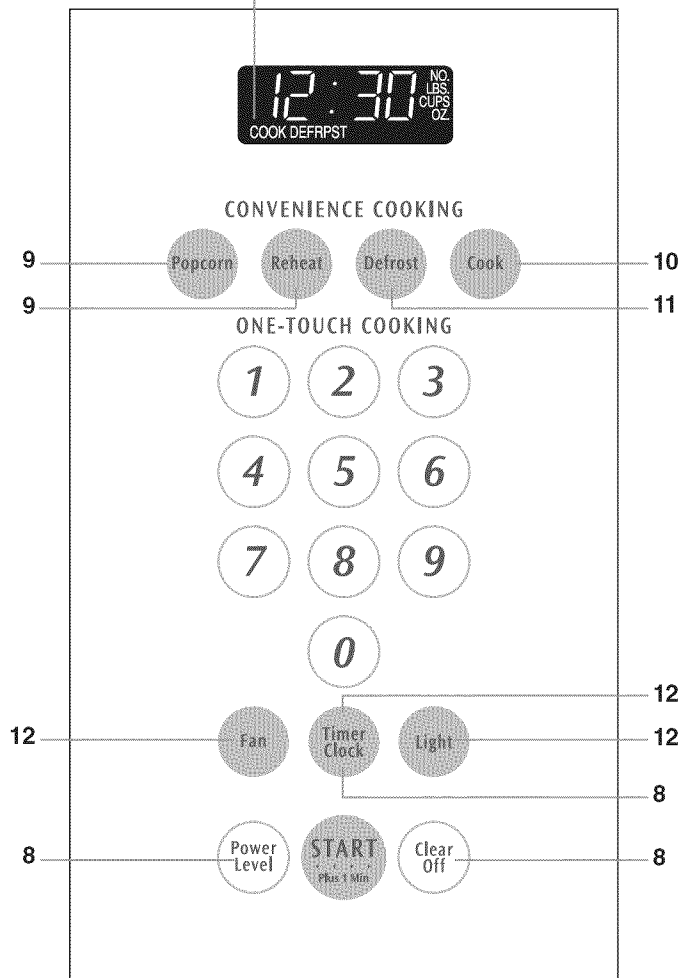 12:30
NO.
LBS.
CUPS
OZ.
COOK DEFRPST
CONVENIENCE COOKING
9 Popcorn Reheat Defrost Cook 10
9 11
ONE-TOUCH COOKING
1 2 3
4 5 6
7 8 9
0
12
12 Fan Timer Clock Light 12
8
8 Power Level START Plus 1 Min Clear Off 8